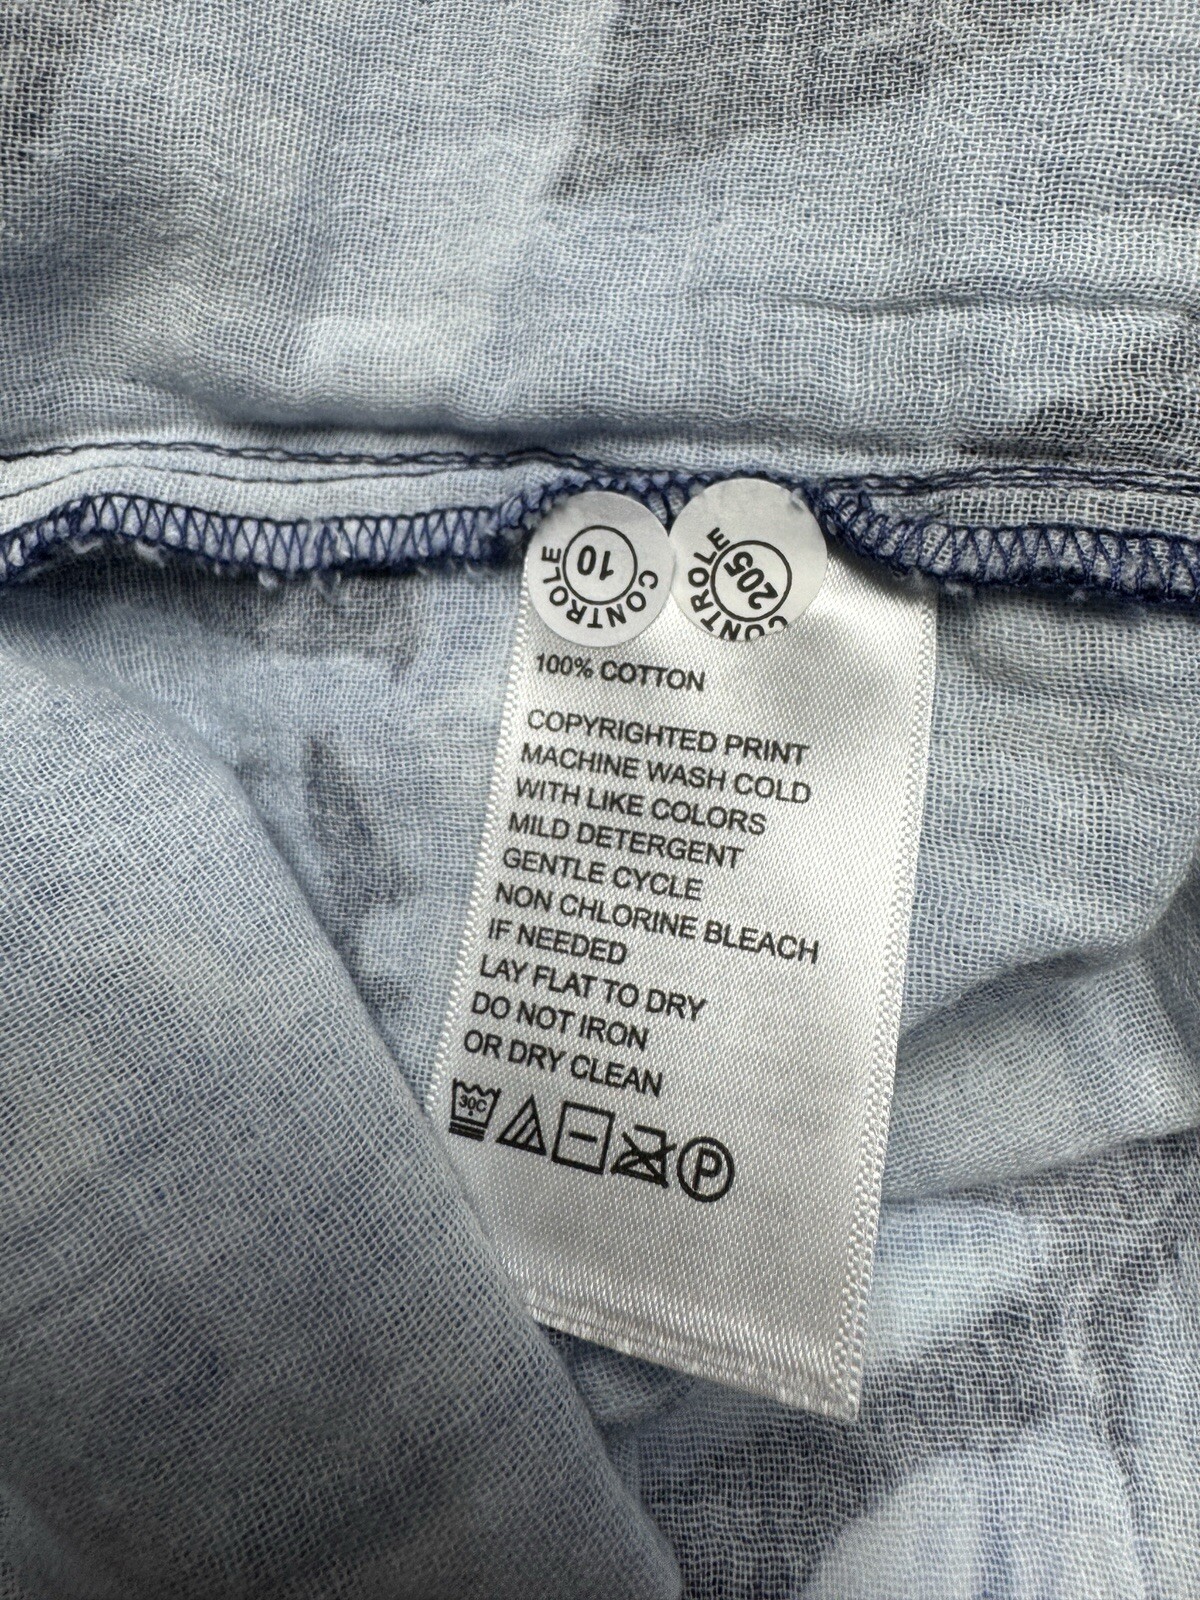 CONTROLE
10
CONTROLE
205
100% COTTON
COPYRIGHTED PRINT
MACHINE WASH COLD
WITH LIKE COLORS
MILD DETERGENT
GENTLE CYCLE
NON CHLORINE BLEACH
IF NEEDED
LAY FLAT TO DRY
DO NOT IRON
OR DRY CLEAN
30C
P